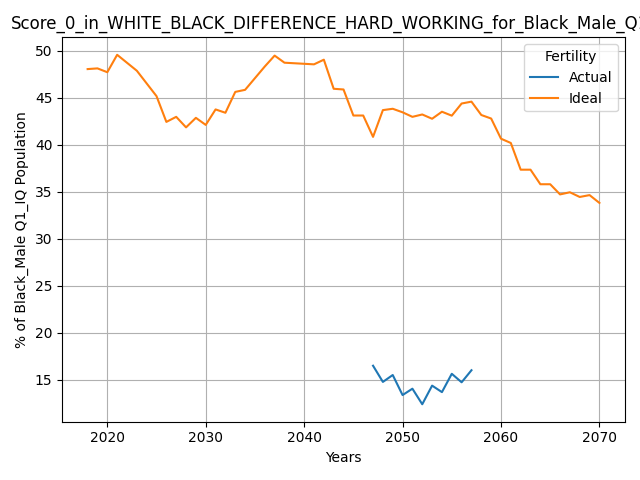 Score_0_in_WHITE_BLACK_DIFFERENCE_HARD_WORKING_for_Black_Male_Q1
Fertility
Actual
Ideal
% of Black_Male Q1_IQ Population
50
45
40
35
30
25
20
15
2020 2030 2040 2050 2060 2070
Years